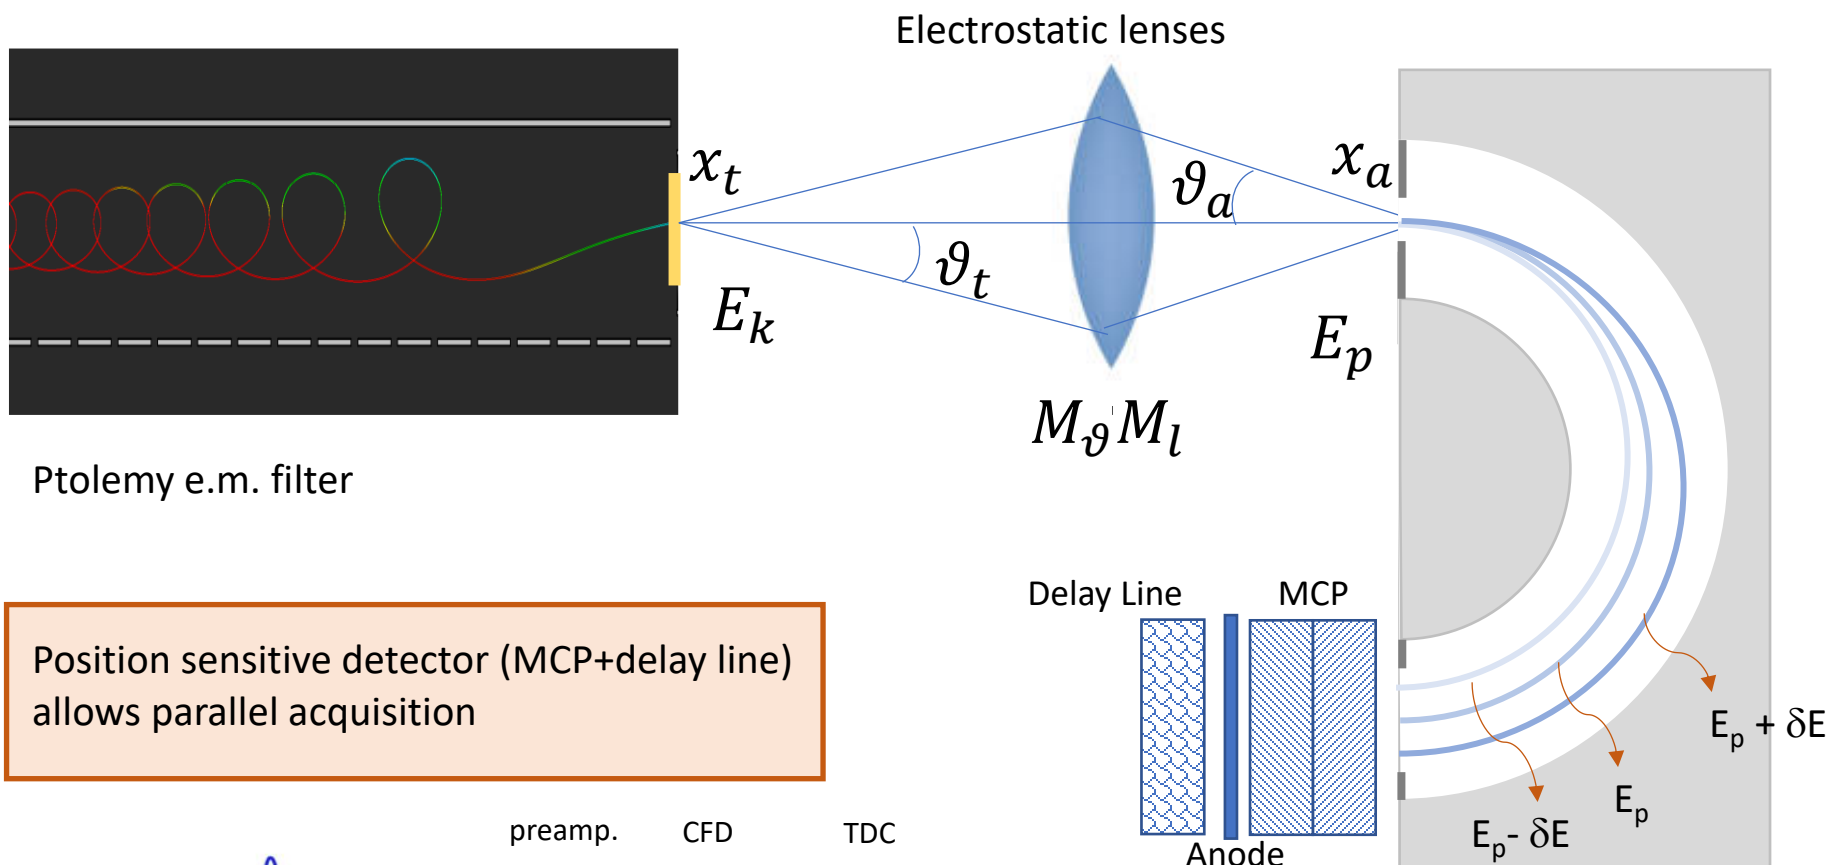 Electrostatic lenses
x_t
ϑ_t
E_k
ϑ_a
x_a
E_p
M_ϑ M_l
Ptolemy e.m. filter
Position sensitive detector (MCP+delay line)
allows parallel acquisition
Delay Line
MCP
Anode
E_p + δE
E_p
E_p- δE
preamp.
CFD
TDC